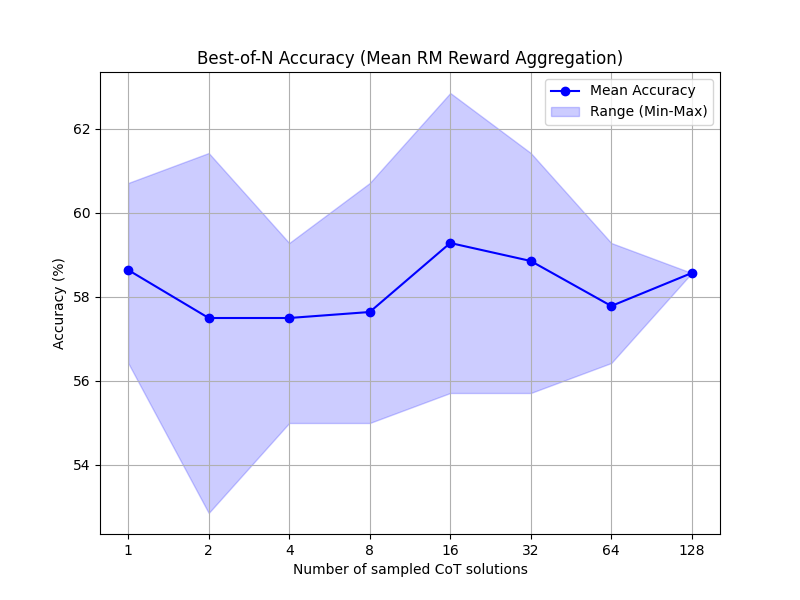 Best-of-N Accuracy (Mean RM Reward Aggregation)
Mean Accuracy
Range (Min-Max)
Accuracy (%)
62
60
58
56
54
1 2 4 8 16 32 64 128
Number of sampled CoT solutions